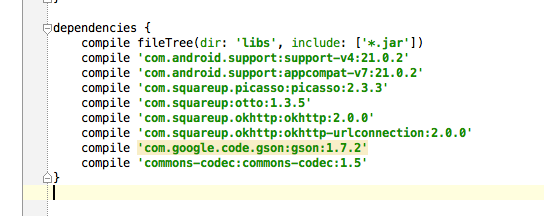 }
dependencies {
compile fileTree(dir: 'libs', include: ['*.jar'])
compile 'com.android.support:support-v4:21.0.2'
compile 'com.android.support:appcompat-v7:21.0.2'
compile 'com.squareup.picasso:picasso:2.3.3'
compile 'com.squareup:otto:1.3.5'
compile 'com.squareup.okhttp:okhttp:2.0.0'
compile 'com.squareup.okhttp:okhttp-urlconnection:2.0.0'
compile 'com.google.code.gson:gson:1.7.2'
compile 'commons-codec:commons-codec:1.5'
}